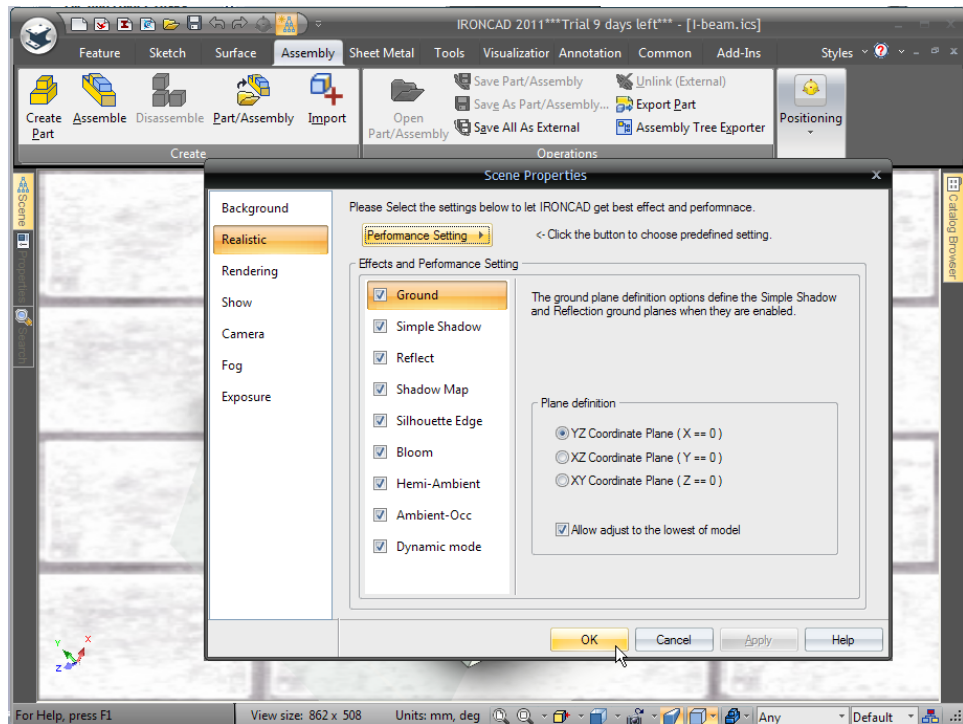 IRONCAD 2011***Trial 9 days left*** - [I-beam.ics]
Feature Sketch Surface Assembly Sheet Metal Tools Visualizatior Annotation Common Add-Ins Styles
Create Part
Assemble
Disassemble
Part/Assembly
Import
Create
Open Part/Assembly
Save Part/Assembly
Save As Part/Assembly...
Save All As External
Unlink (External)
Export Part
Assembly Tree Exporter
Operations
Positioning
Scene
Properties
Search
Catalog Browser
Scene Properties
x
Background
Realistic
Rendering
Show
Camera
Fog
Exposure
Please Select the settings below to let IRONCAD get best effect and perfomnace.
Performance Setting
<- Click the button to choose predefined setting.
Effects and Performance Setting
Ground
Simple Shadow
Reflect
Shadow Map
Silhouette Edge
Bloom
Hemi-Ambient
Ambient-Occ
Dynamic mode
The ground plane definition options define the Simple Shadow
and Reflection ground planes when they are enabled.
Plane definition
YZ Coordinate Plane ( X == 0 )
XZ Coordinate Plane ( Y == 0 )
XY Coordinate Plane ( Z == 0 )
Allow adjust to the lowest of model
OK Cancel Apply Help
Y X
Z
For Help, press F1 View size: 862 x 508 Units: mm, deg Any Default